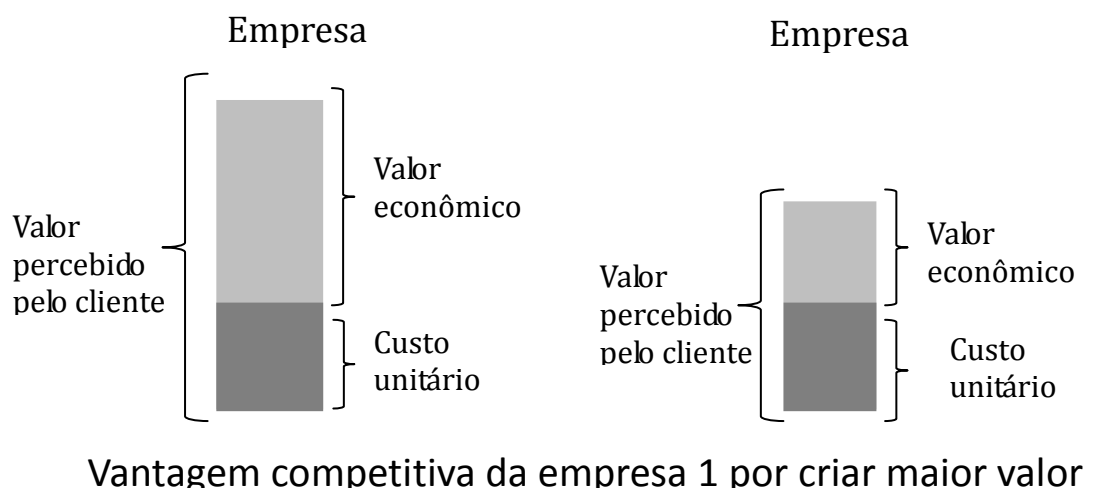 Empresa
Empresa
Valor
econômico
Valor
percebido
pelo cliente
Custo
unitário
Valor
econômico
Valor
percebido
pelo cliente
Custo
unitário
Vantagem competitiva da empresa 1 por criar maior valor